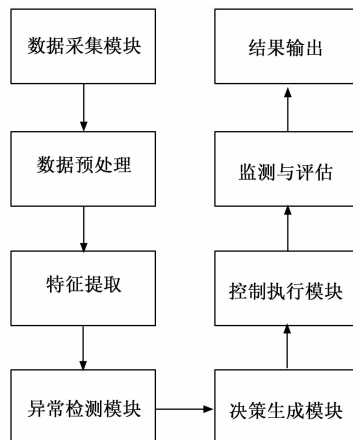 数据采集模块
数据预处理
特征提取
异常检测模块
决策生成模块
控制执行模块
监测与评估
结果输出